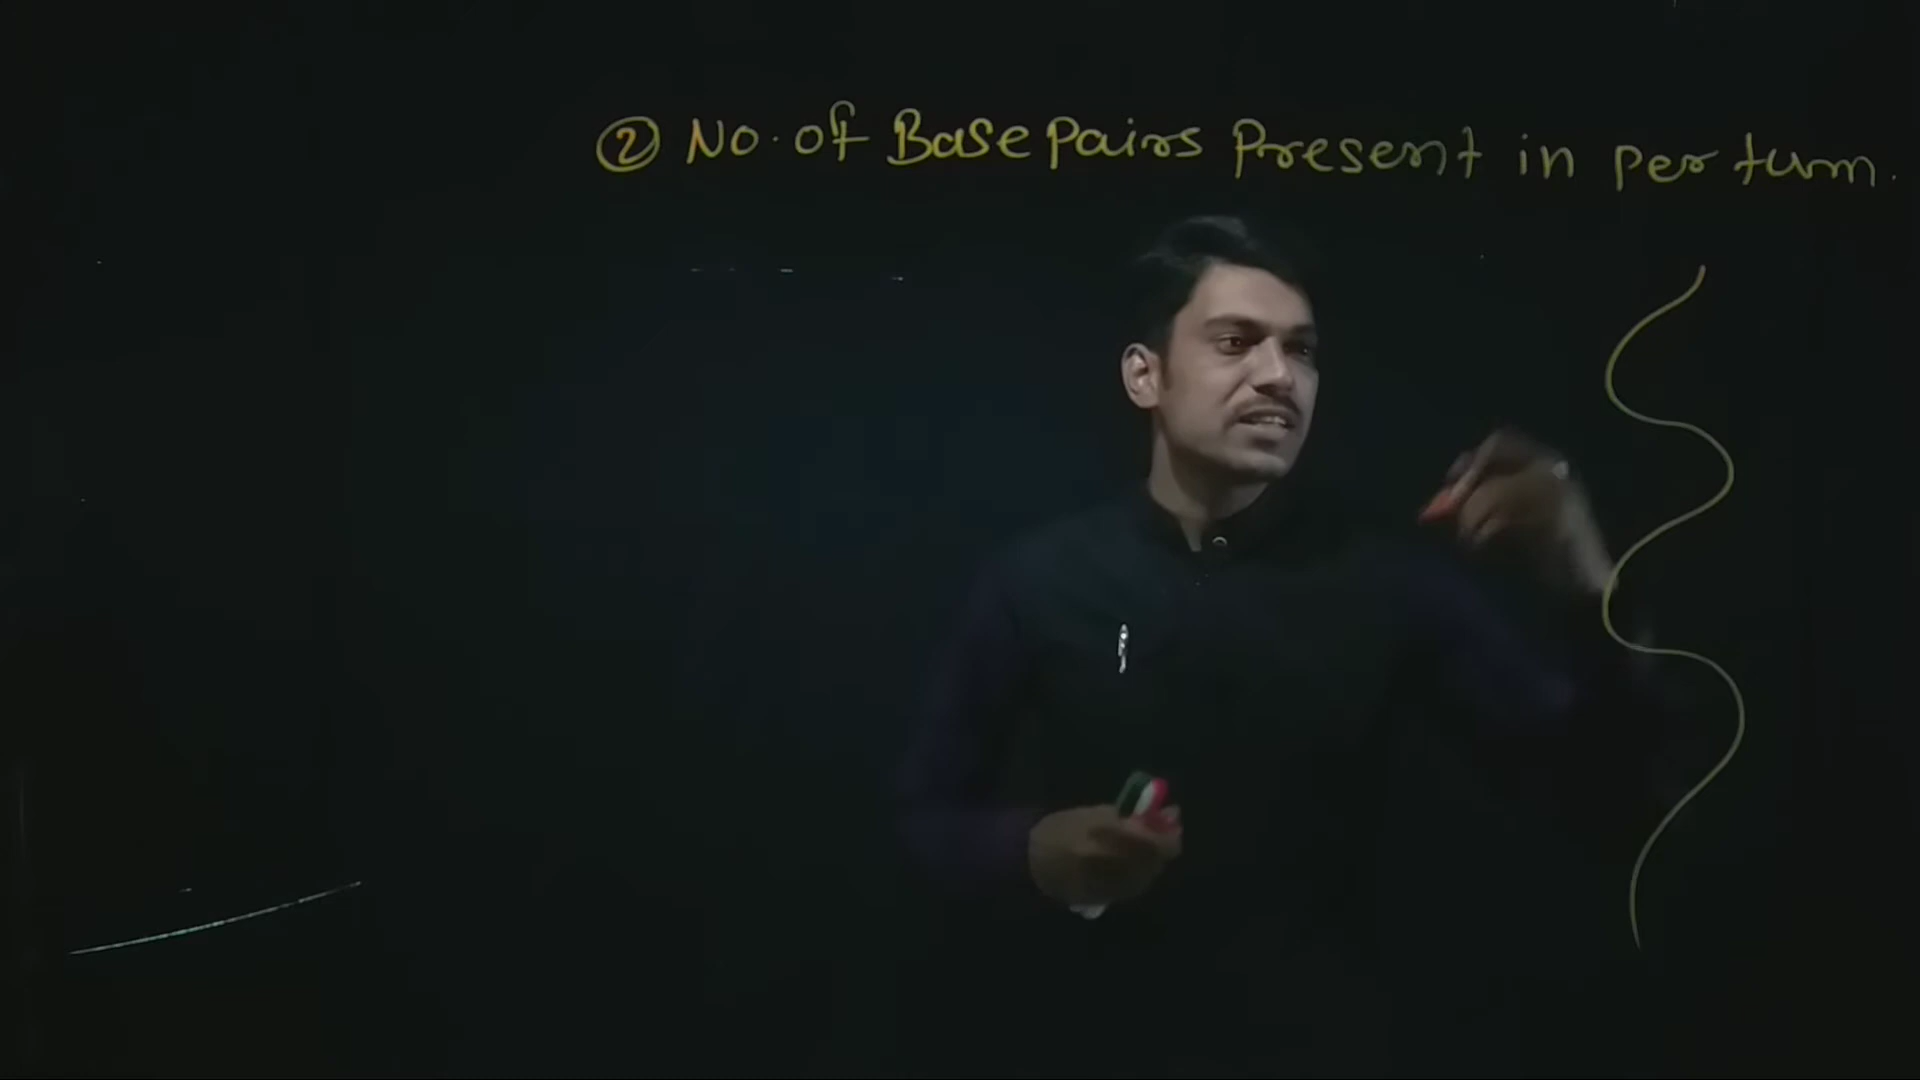 ② No. of Base Pairs Present in per turn.